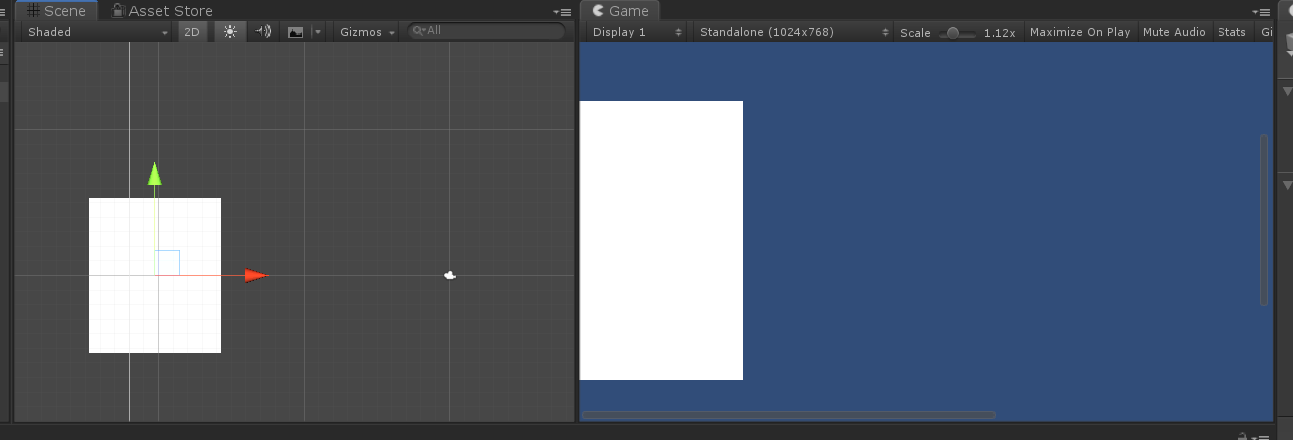 Scene
Asset Store
Shaded
2D
Gizmos
All
Game
Display 1
Standalone (1024x768)
Scale
1.12x
Maximize On Play
Mute Audio
Stats
Gi